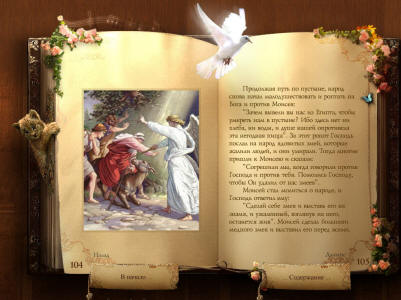 Продолжая путь по пустыне, народ
снова начал малодушествовать и роптать на
Бога и против Моисея:
"Зачем вывели вы нас из Египта, чтобы
умереть нам в пустыне? Ибо здесь нет ни
хлеба, ни воды, и душе нашей опротивела
эта негодная пища". За этот ропот Господь
послал на народ ядовитых змей, которые
жалили людей, и они умирали. Тогда многие
пришли к Моисею и сказали:
"Согрешили мы, когда говорили против
Господа и против тебя. Помолись Господу,
чтобы Он удалил от нас змеев".
Моисей стал молиться о народе, и
Господь ответил ему:
"Сделай себе змея и выставь его на
знамя, и ужаленный, взглянув на него,
останется жив". Моисей сделал большого
медного змея и выставил его перед всеми.
Назад
104
Далее
105
В начало ...
Содержание ...